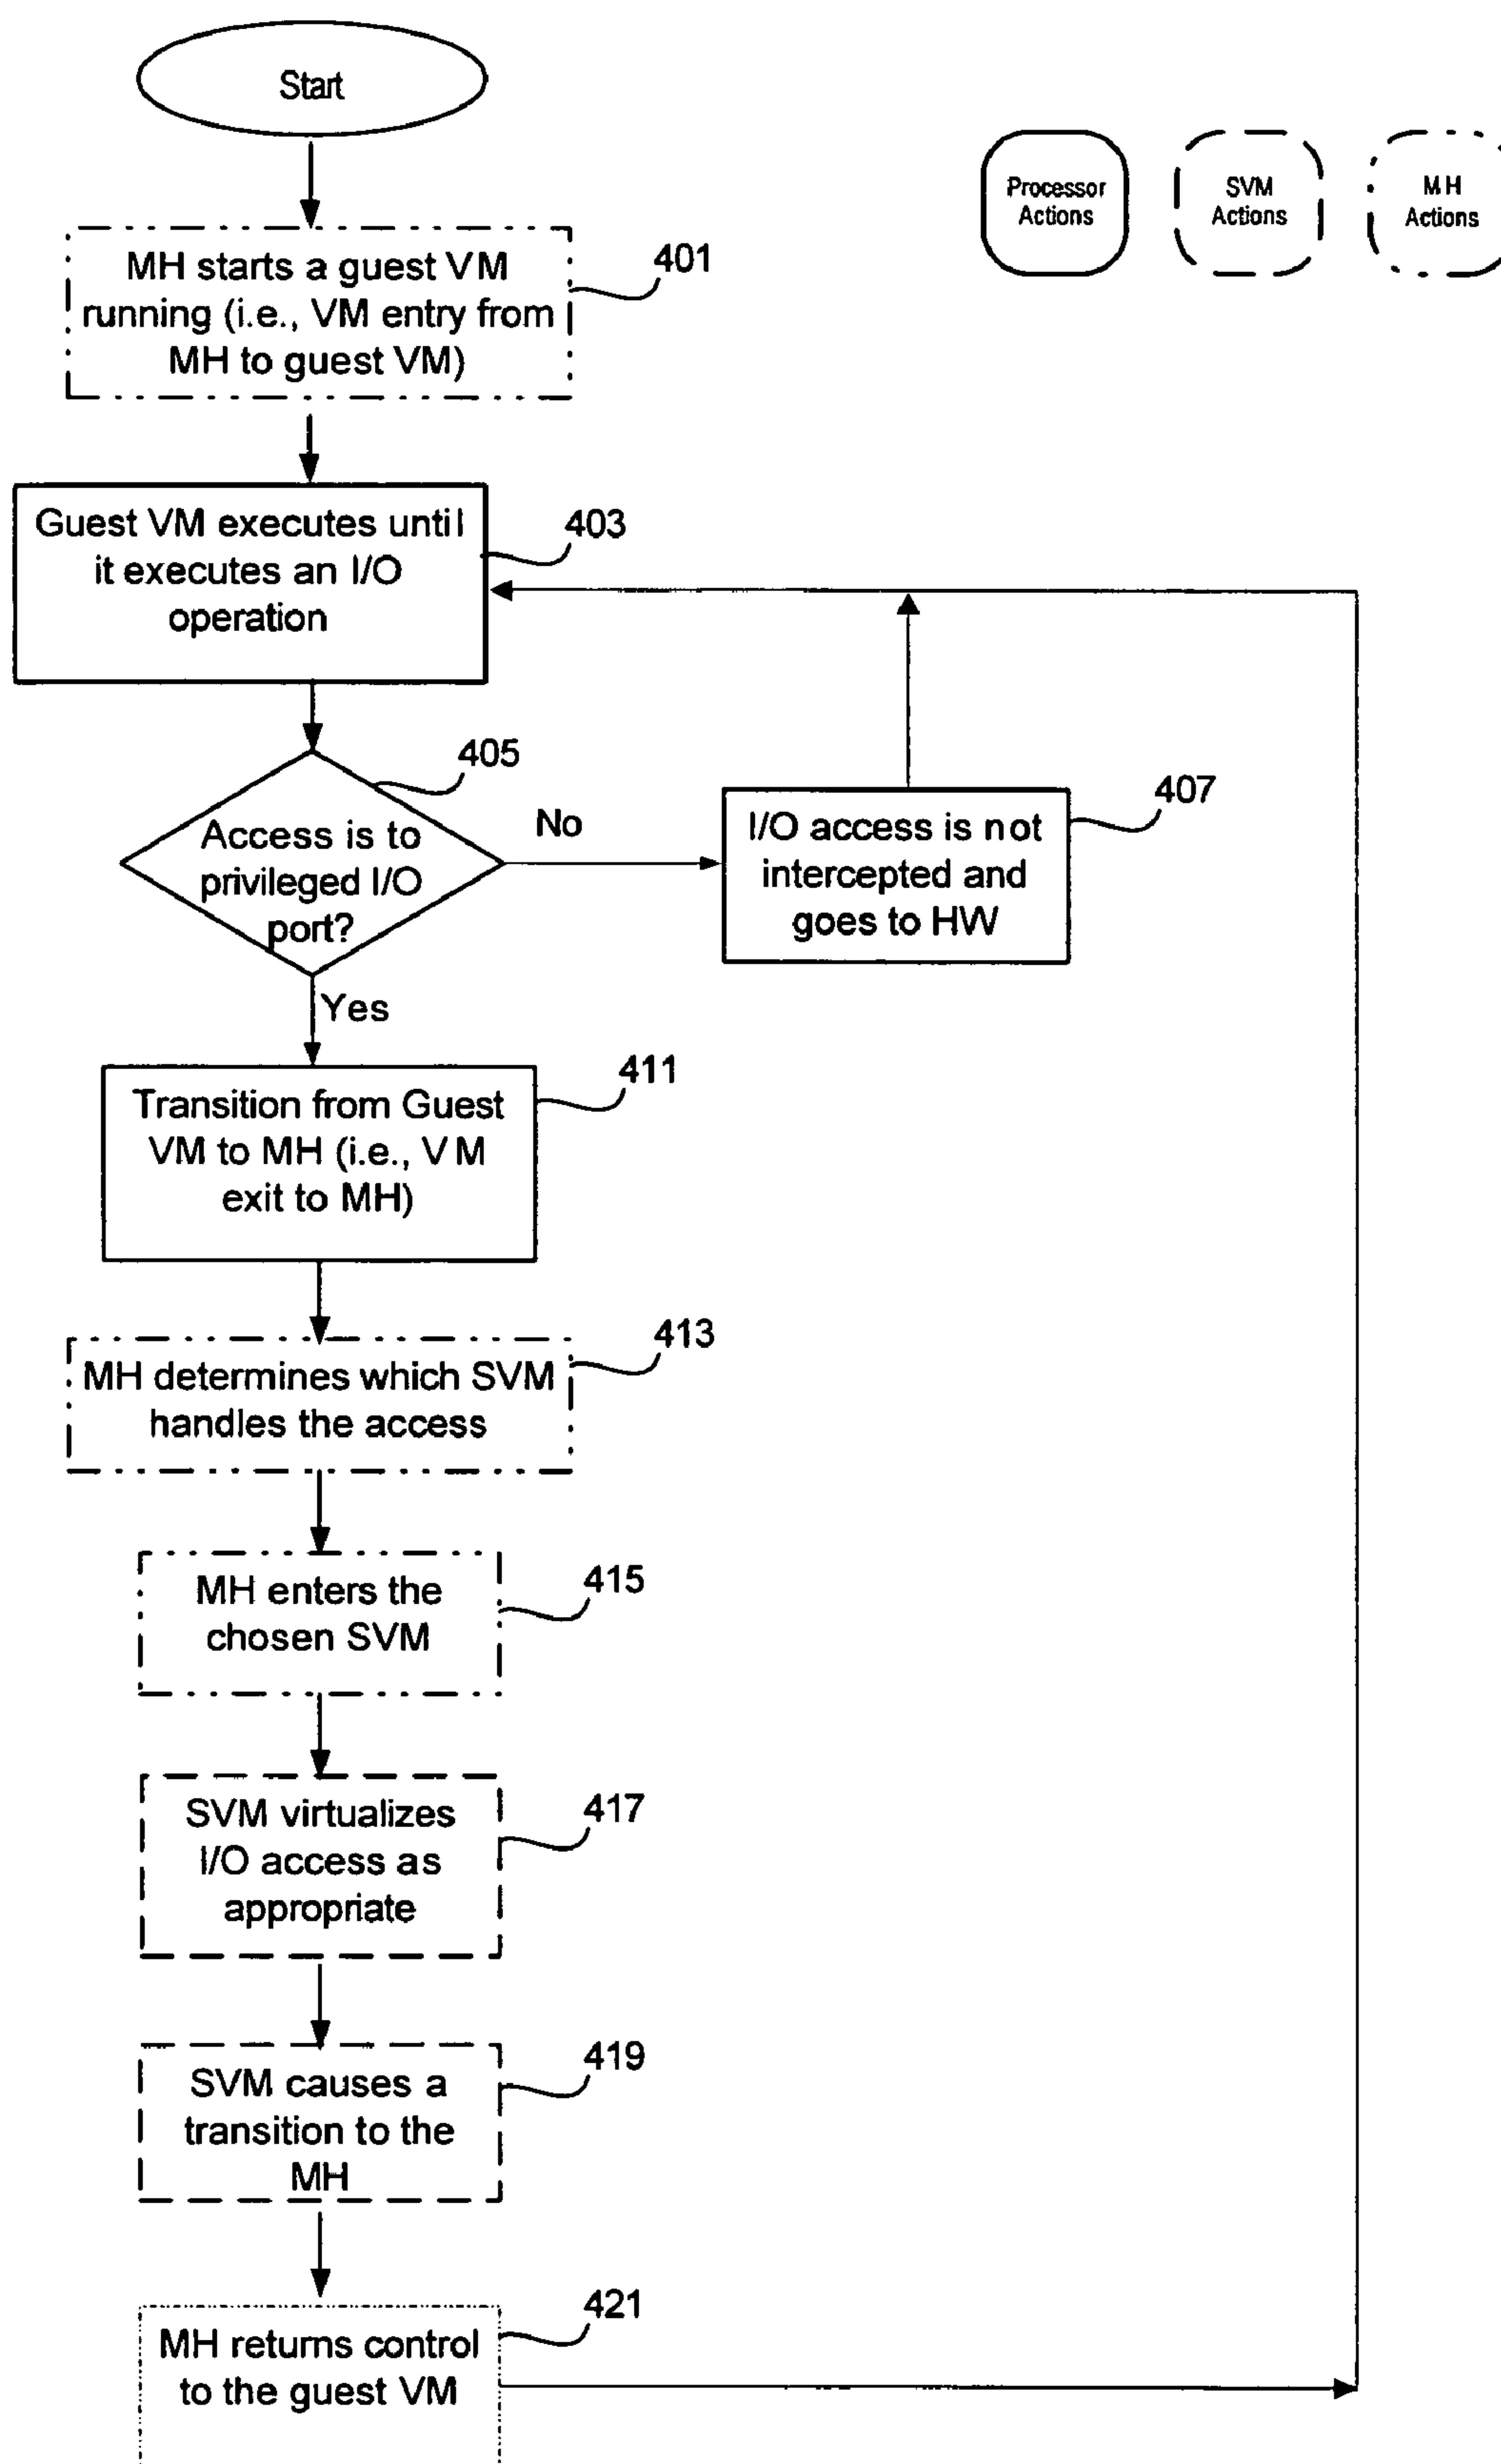 Start
Processor
Actions
SVM
Actions
MH
Actions
MH starts a guest VM
running (i.e., VM entry from
MH to guest VM)
401
Guest VM executes until
it executes an I/O
operation
403
405
Access is to
privileged I/O
port?
No
I/O access is not
intercepted and
goes to HW
407
Yes
Transition from Guest
VM to MH (i.e., VM
exit to MH)
411
MH determines which SVM
handles the access
413
MH enters the
chosen SVM
415
SVM virtualizes
I/O access as
appropriate
417
SVM causes a
transition to the
MH
419
MH returns control
to the guest VM
421